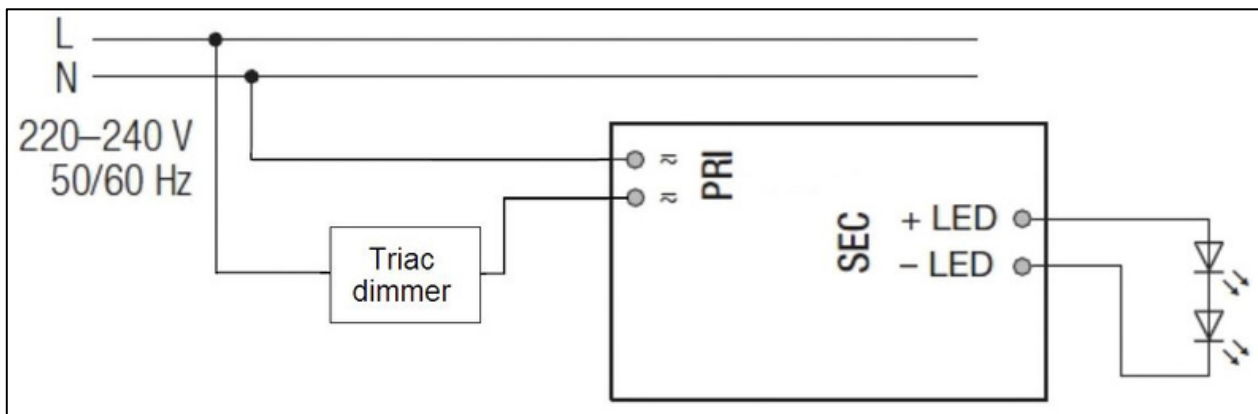 L
N
220–240 V
50/60 Hz
Triac
dimmer
≂
≂
PRI
SEC
+ LED
– LED